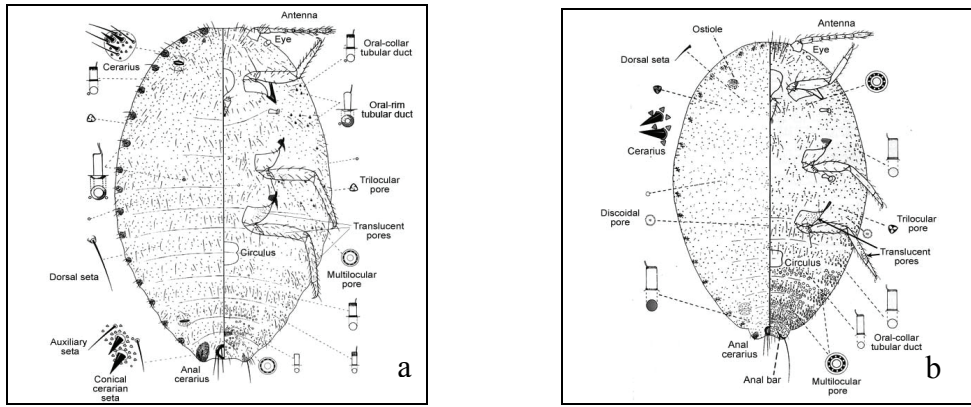 Antenna
Eye
Cerarius
Oral-collar
tubular duct
Oral-rim
tubular duct
Trilocular
pore
Translucent
pores
Circulus
Multilocular
pore
Dorsal seta
Auxiliary
seta
Conical
cerarian
seta
Anal
cerarius
a
Ostiole
Antenna
Eye
Dorsal seta
Cerarius
Discoidal
pore
Trilocular
pore
Translucent
pores
Circulus
Oral-collar
tubular duct
Anal
cerarius
Anal bar
Multilocular
pore
b